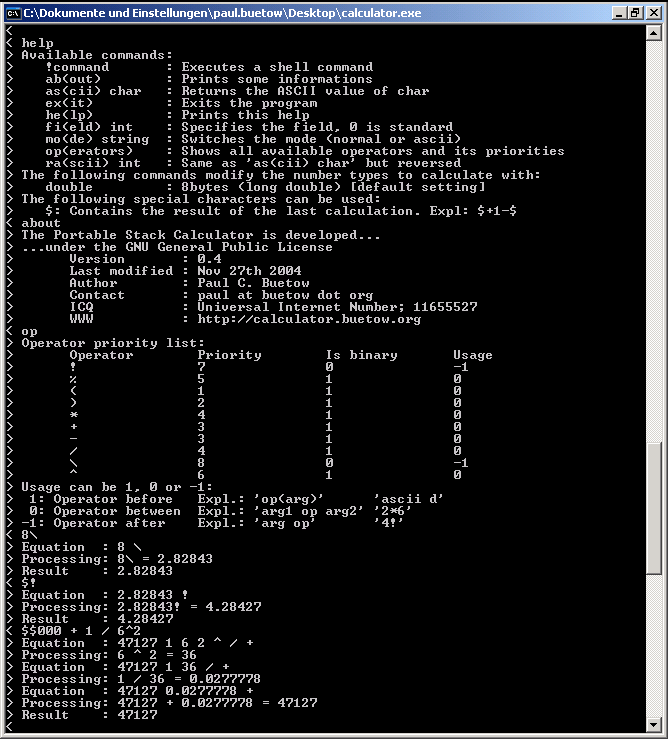 C:\Dokumente und Einstellungen\paul.buetow\Desktop\calculator.exe
<
< help
> Available commands:
>    !command       : Executes a shell command
>    ab(out)        : Prints some informations
>    as(cii) char   : Returns the ASCII value of char
>    ex(it)         : Exits the program
>    he(lp)         : Prints this help
>    fi(eld) int    : Specifies the field, 0 is standard
>    mo(de) string  : Switches the mode (normal or ascii)
>    op(erators)    : Shows all available operators and its priorities
>    ra(scii) int   : Same as 'as(cii) char' but reversed
> The following commands modify the number types to calculate with:
>    double         : 8bytes (long double) [default setting]
> The following special characters can be used:
>    $: Contains the result of the last calculation. Expl: $+1-$
< about
> The Portable Stack Calculator is developed...
> ...under the GNU General Public License
>       Version       : 0.4
>       Last modified : Nov 27th 2004
>       Author        : Paul C. Buetow
>       Contact       : paul at buetow dot org
>       ICQ           : Universal Internet Number; 11655527
>       WWW           : http://calculator.buetow.org
< op
> Operator priority list:
>       Operator        Priority        Is binary       Usage
>       !               7               0               -1
>       %               5               1               0
>       (               1               1               0
>       )               2               1               0
>       *               4               1               0
>       +               3               1               0
>       -               3               1               0
>       /               4               1               0
>       \               8               0               -1
>       ^               6               1               0
> Usage can be 1, 0 or -1:
>  1: Operator before   Expl.: 'op(arg)'      'ascii d'
>  0: Operator between  Expl.: 'arg1 op arg2' '2*6'
> -1: Operator after    Expl.: 'arg op'       '4!'
< 8\
> Equation  : 8 \
> Processing: 8\ = 2.82843
> Result    : 2.82843
< $!
> Equation  : 2.82843 !
> Processing: 2.82843! = 4.28427
> Result    : 4.28427
< $$000 + 1 / 6^2
> Equation  : 47127 1 6 2 ^ / +
> Processing: 6 ^ 2 = 36
> Equation  : 47127 1 36 / +
> Processing: 1 / 36 = 0.0277778
> Equation  : 47127 0.0277778 +
> Processing: 47127 + 0.0277778 = 47127
> Result    : 47127
<